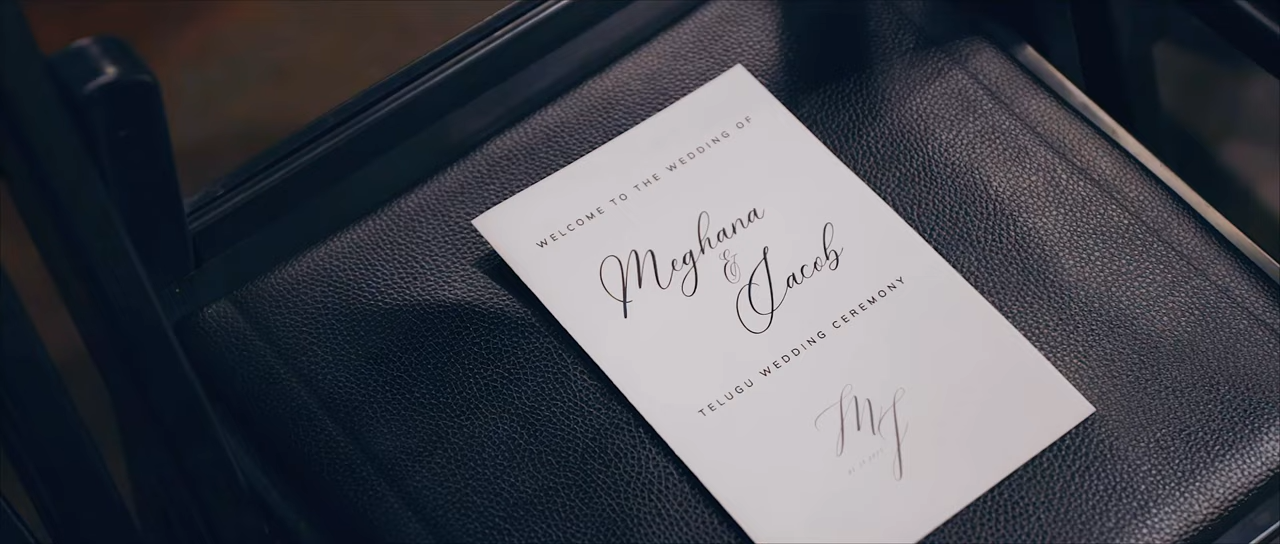 WELCOME TO THE WEDDING OF
Meghana
&
Jacob
TELUGU WEDDING CEREMONY
MJ